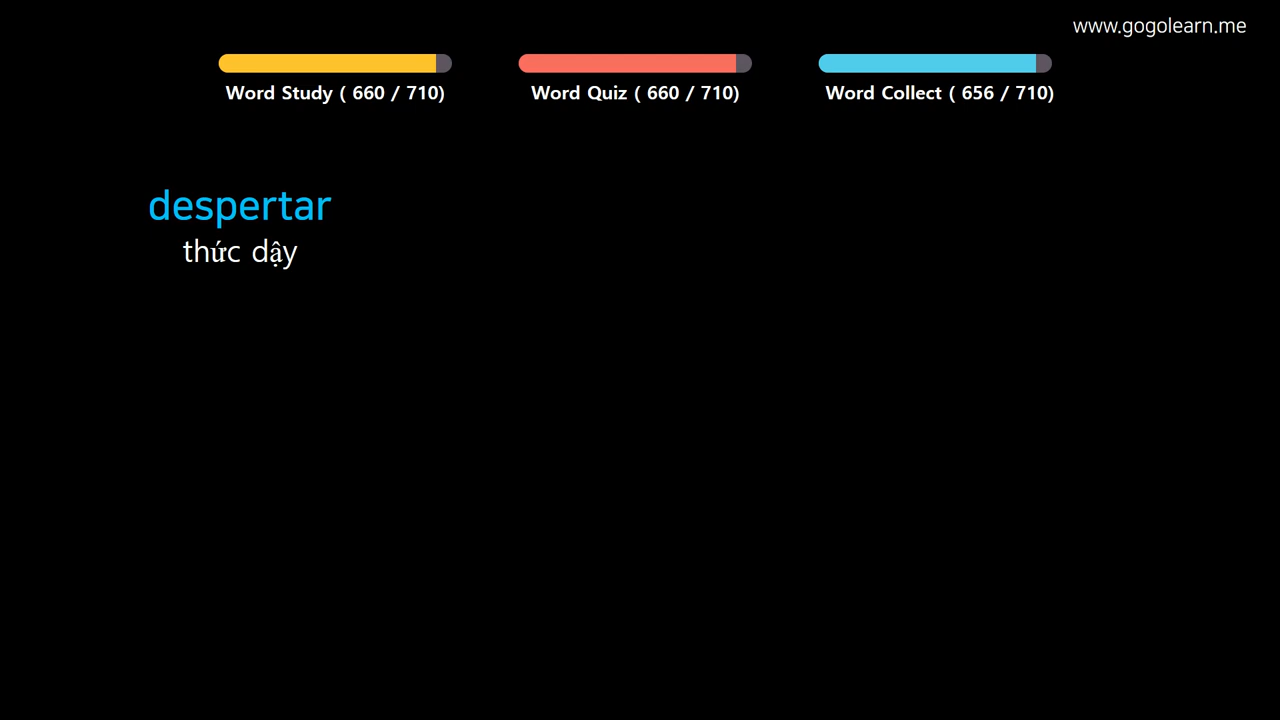 www.gogolearn.me
Word Study ( 660 / 710)
Word Quiz ( 660 / 710)
Word Collect ( 656 / 710)
despertar
thức dậy